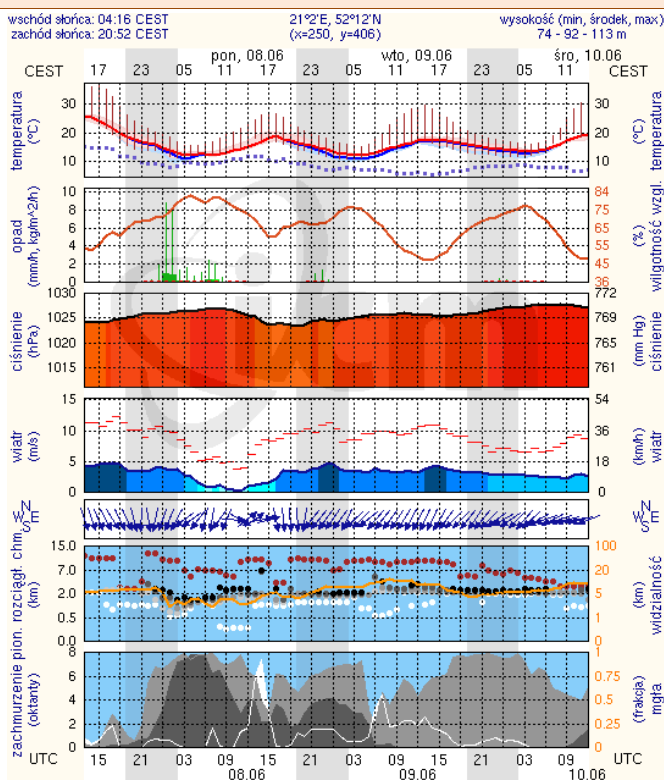 wschód słońca: 04:16 CEST 21°2'E, 52°12'N wysokość (min, środek, max)
zachód słońca: 20:52 CEST (x=250, y=406) 74 - 92 - 113 m
pon, 08.06 wto, 09.06 śro, 10.06
CEST 17 23 05 11 17 23 05 11 17 23 05 11 CEST
temperatura (°C)
30
20
10
30
20
10
temperatura (°C)
opad (mm/h, kg/m^2/h)
10
8
6
4
2
0
84
75
65
55
45
36
(%) wilgotność wzgl.
ciśnienie (hPa)
1030
1025
1015
1011
772
769
765
761
(mm Hg) ciśnienie
wiatr (m/s)
15
10
5
0
54
36
18
0
(km/h) wiatr
N
W E
S
N
W E
S
pion. rozciągł. chm. (km)
15.0
7.0
2.0
0.5
0.0
100
20
5
1
0
(km) widzialność
zachmurzenie (oktanty)
8
6
4
2
0
1
0.75
0.5
0.25
0
(frakcja) mgła
UTC 15 21 03 09 15 21 03 09 15 21 03 09 UTC
08.06 09.06 10.06